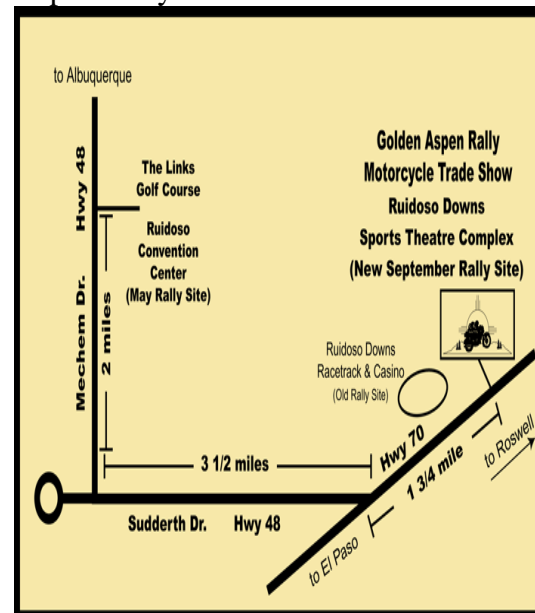 to Albuquerque
Hwy 48
Mechem Dr.
The Links
Golf Course
Ruidoso
Convention
Center
(May Rally Site)
2 miles
Golden Aspen Rally
Motorcycle Trade Show
Ruidoso Downs
Sports Theatre Complex
(New September Rally Site)
Ruidoso Downs
Racetrack & Casino
(Old Rally Site)
Hwy 70
1 3/4 mile
to Roswell
3 1/2 miles
Sudderth Dr. Hwy 48
to El Paso